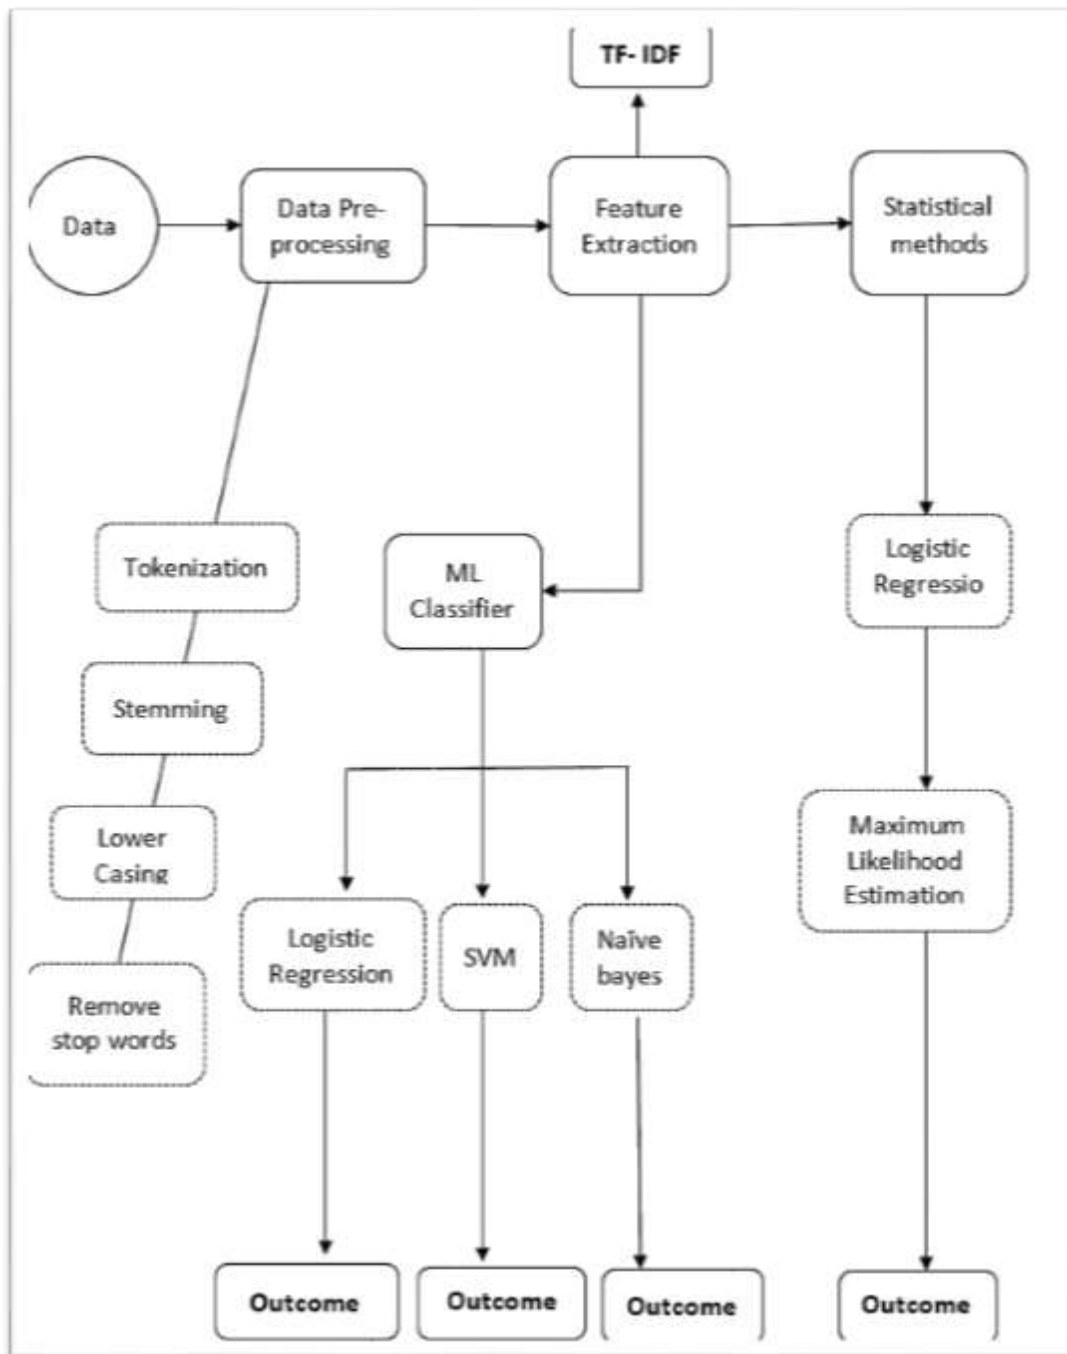 TF- IDF
Data
Data Pre-
processing
Feature
Extraction
Statistical
methods
Tokenization
ML
Classifier
Logistic
Regressio
Stemming
Lower
Casing
Maximum
Likelihood
Estimation
Logistic
Regression
SVM
Naïve
bayes
Remove
stop words
Outcome
Outcome
Outcome
Outcome